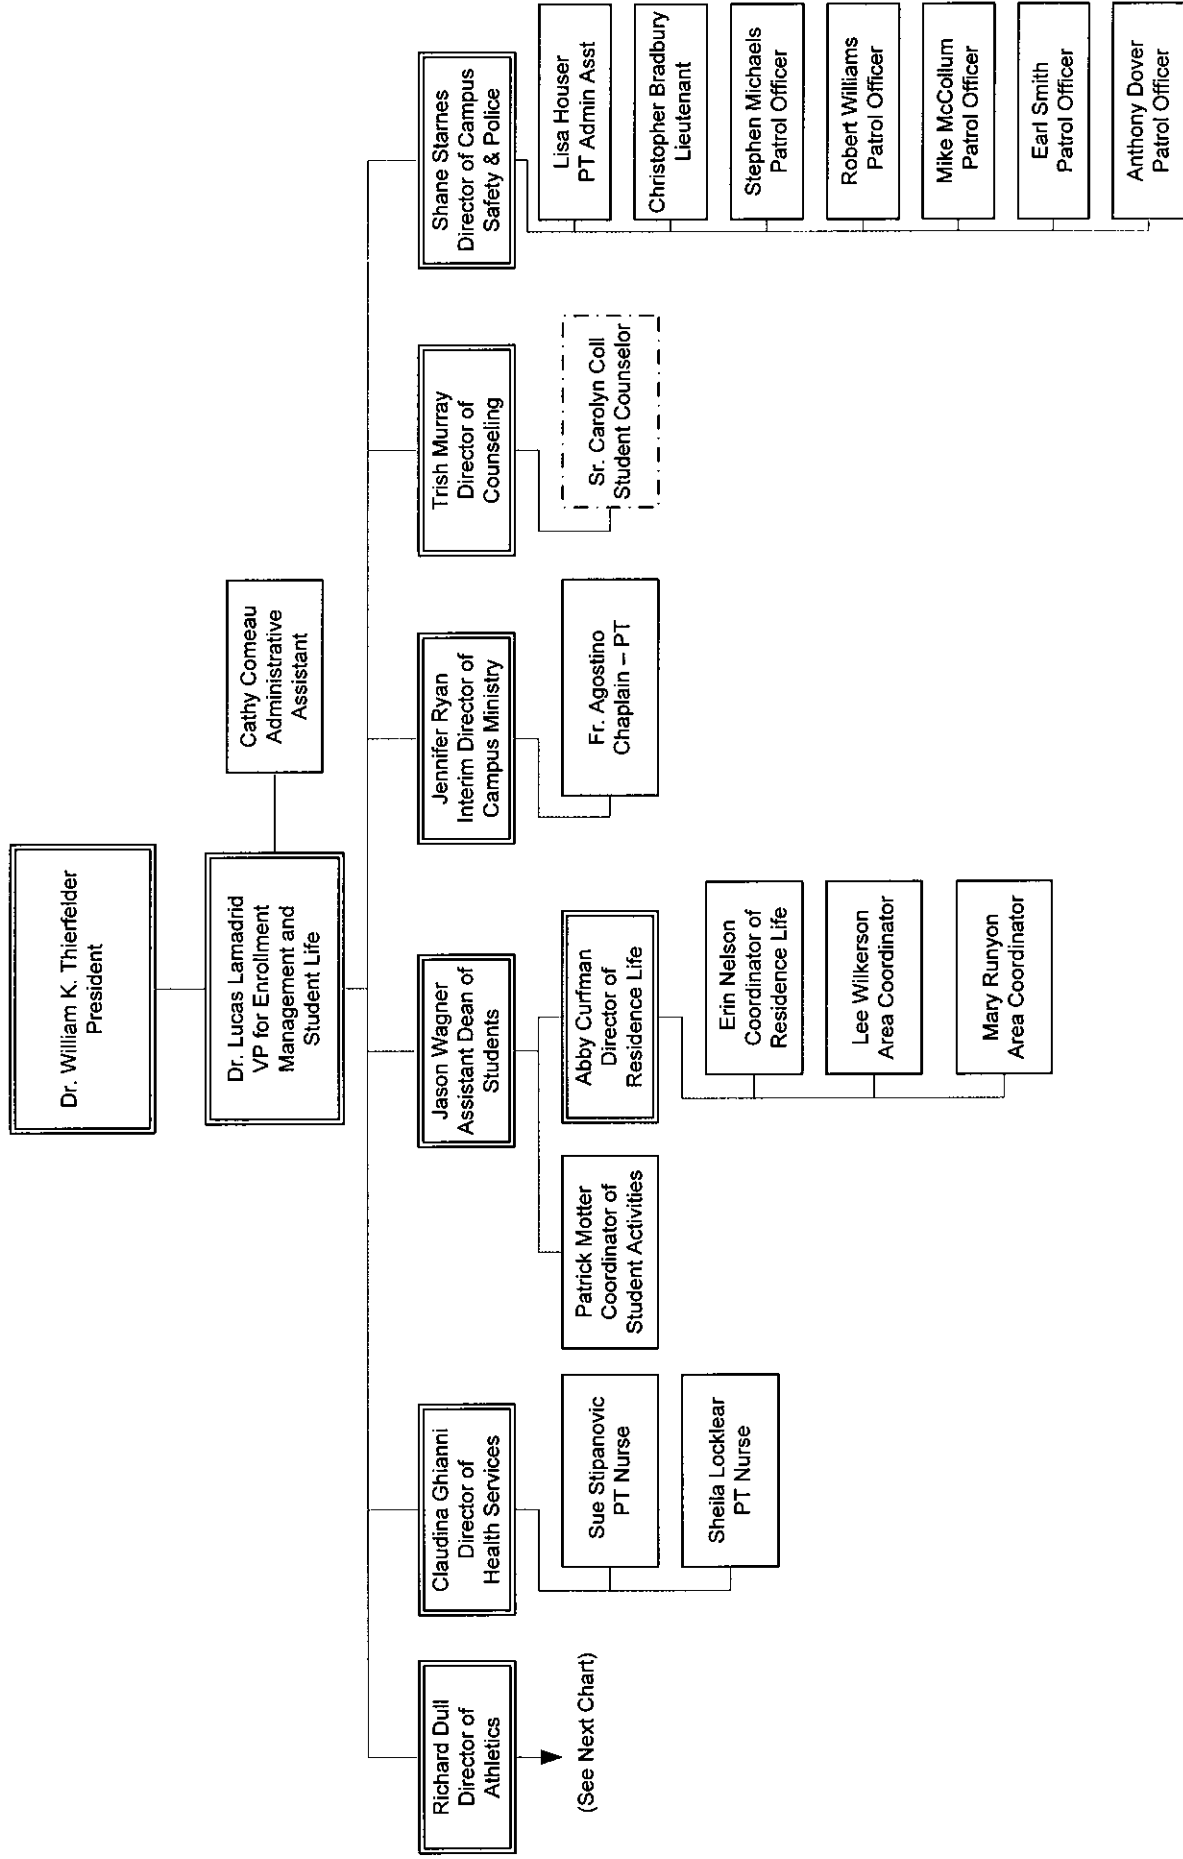 Dr. William K. Thierfelder
President
Dr. Lucas Lamadrid
VP for Enrollment
Management and
Student Life
Cathy Comeau
Administrative
Assistant
Richard Dull
Director of
Athletics
(See Next Chart)
Claudina Ghianni
Director of
Health Services
Sue Stipanovic
PT Nurse
Sheila Locklear
PT Nurse
Jason Wagner
Assistant Dean of
Students
Patrick Motter
Coordinator of
Student Activities
Abby Curfman
Director of
Residence Life
Erin Nelson
Coordinator of
Residence Life
Lee Wilkerson
Area Coordinator
Mary Runyon
Area Coordinator
Jennifer Ryan
Interim Director of
Campus Ministry
Fr. Agostino
Chaplain – PT
Trish Murray
Director of
Counseling
Sr. Carolyn Coll
Student Counselor
Shane Starnes
Director of Campus
Safety & Police
Lisa Houser
PT Admin Asst
Christopher Bradbury
Lieutenant
Stephen Michaels
Patrol Officer
Robert Williams
Patrol Officer
Mike McCollum
Patrol Officer
Earl Smith
Patrol Officer
Anthony Dover
Patrol Officer